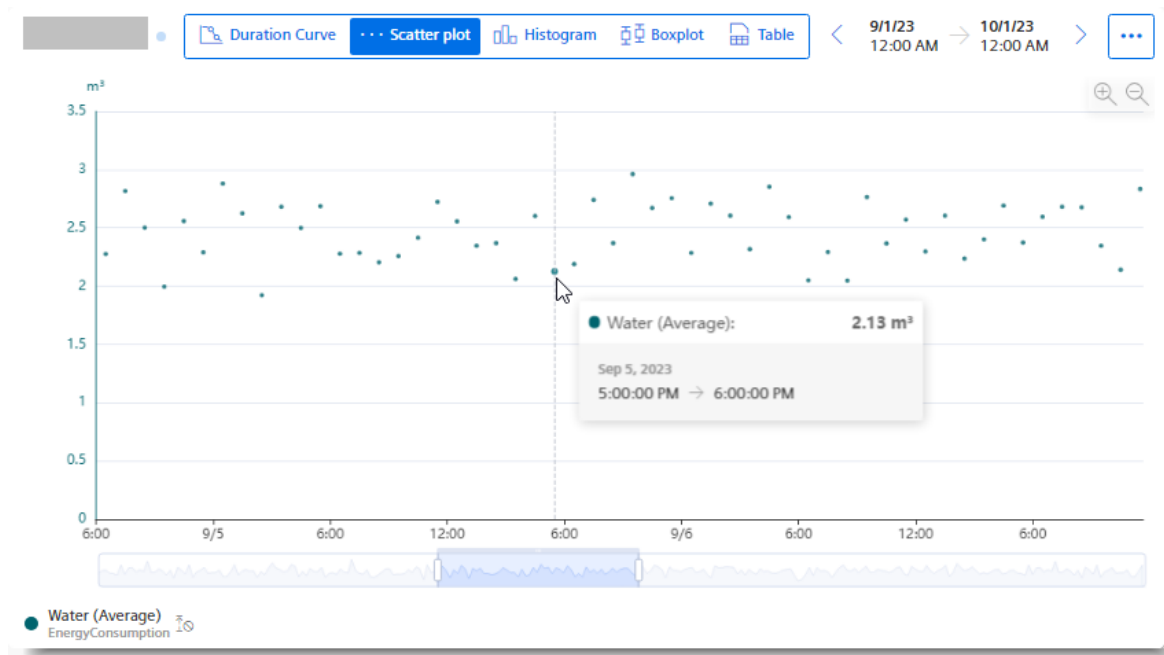 Duration Curve
Scatter plot
Histogram
Boxplot
Table
9/1/23
12:00 AM
10/1/23
12:00 AM
m³
3.5
3
2.5
2
1.5
1
0.5
0
Water (Average):
2.13 m³
Sep 5, 2023
5:00:00 PM → 6:00:00 PM
6:00
9/5
6:00
12:00
6:00
9/6
6:00
12:00
6:00
Water (Average)
EnergyConsumption